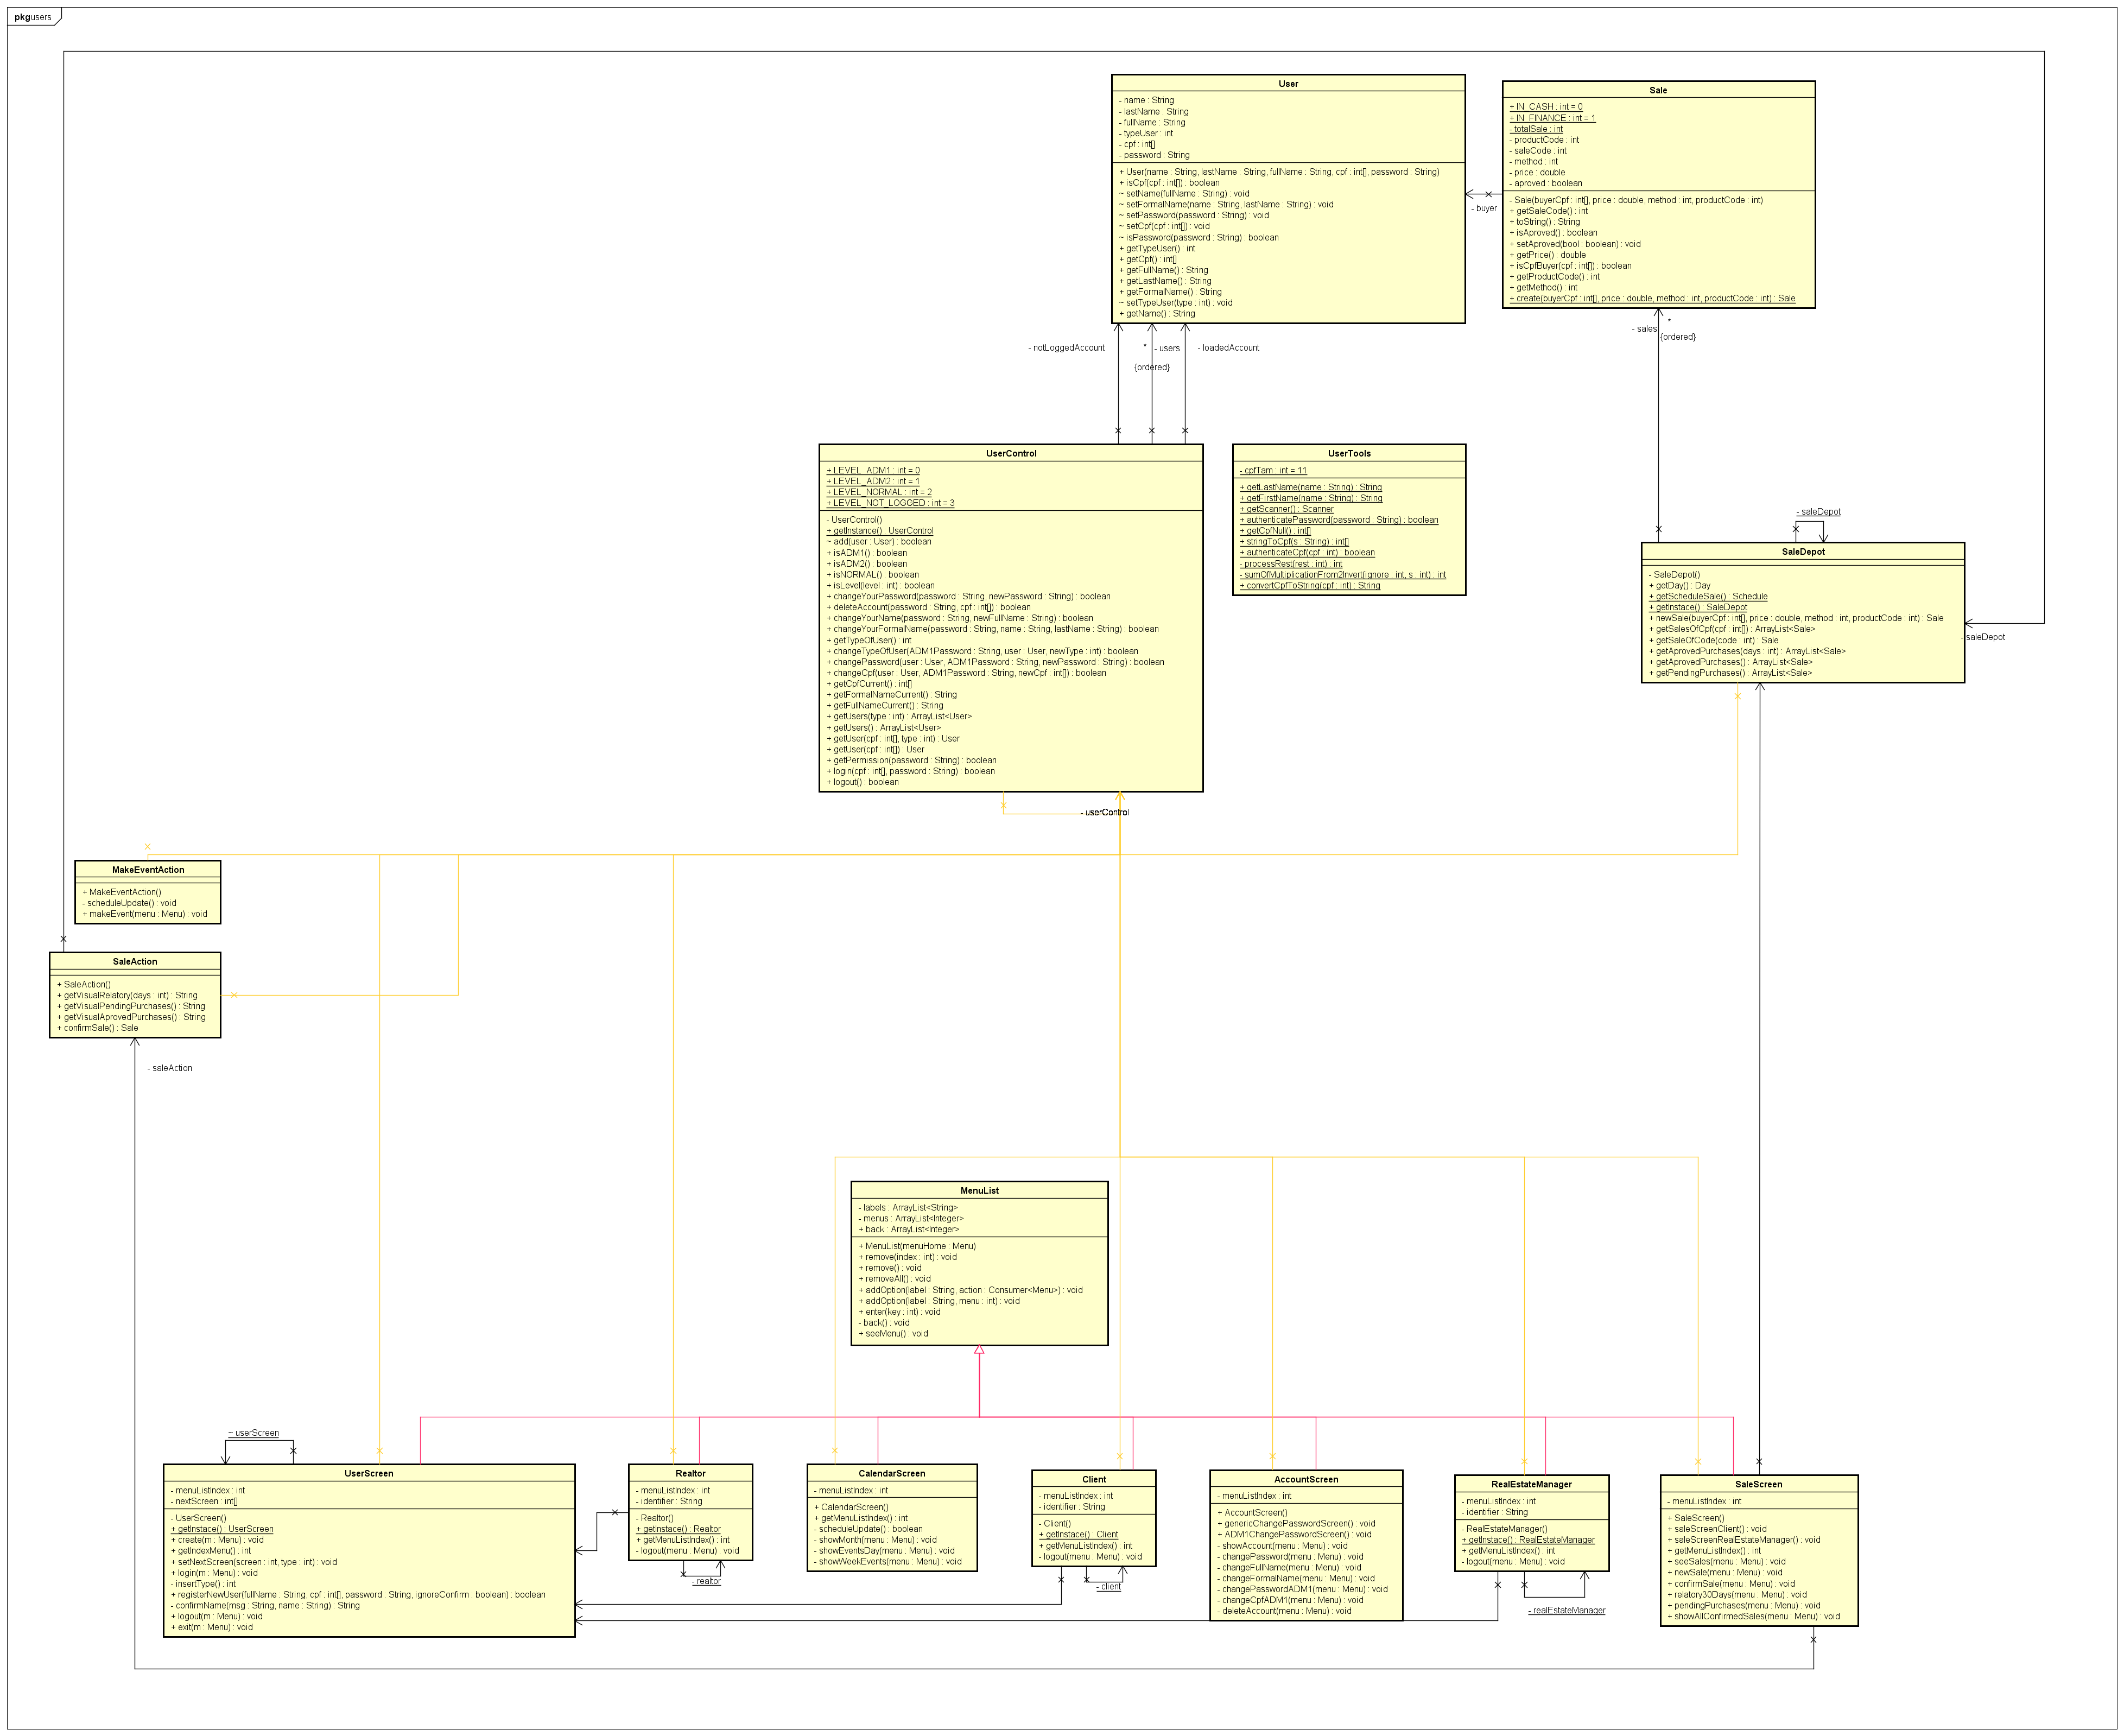 pkg users
User
- name : String
- lastName : String
- fullName : String
- typeUser : int
- cpf : int[]
- password : String
+ User(name : String, lastName : String, fullName : String, cpf : int[], password : String)
+ isCpf(cpf : int[]) : boolean
~ setName(fullName : String) : void
~ setFormalName(name : String, lastName : String) : void
~ setPassword(password : String) : void
~ setCpf(cpf : int[]) : void
~ isPassword(password : String) : boolean
+ getTypeUser() : int
+ getCpf() : int[]
+ getFullName() : String
+ getLastName() : String
+ getFormalName() : String
~ setTypeUser(type : int) : void
+ getName() : String
Sale
+ IN_CASH : int = 0
+ IN_FINANCE : int = 1
- totalSale : int
- productCode : int
- saleCode : int
- method : int
- price : double
- aproved : boolean
- Sale(buyerCpf : int[], price : double, method : int, productCode : int)
+ getSaleCode() : int
+ toString() : String
+ isAproved() : boolean
+ setAproved(bool : boolean) : void
+ getPrice() : double
+ isCpfBuyer(cpf : int[]) : boolean
+ getProductCode() : int
+ getMethod() : int
+ create(buyerCpf : int[], price : double, method : int, productCode : int) : Sale
- buyer
- notLoggedAccount
*
- users
{ordered}
- loadedAccount
- sales
*
{ordered}
UserControl
+ LEVEL_ADM1 : int = 0
+ LEVEL_ADM2 : int = 1
+ LEVEL_NORMAL : int = 2
+ LEVEL_NOT_LOGGED : int = 3
- UserControl()
+ getInstance() : UserControl
~ add(user : User) : boolean
+ isADM1() : boolean
+ isADM2() : boolean
+ isNORMAL() : boolean
+ isLevel(level : int) : boolean
+ changeYourPassword(password : String, newPassword : String) : boolean
+ deleteAccount(password : String, cpf : int[]) : boolean
+ changeYourName(password : String, newFullName : String) : boolean
+ changeYourFormalName(password : String, name : String, lastName : String) : boolean
+ getTypeOfUser() : int
+ changeTypeOfUser(ADM1Password : String, user : User, newType : int) : boolean
+ changePassword(user : User, ADM1Password : String, newPassword : String) : boolean
+ changeCpf(user : User, ADM1Password : String, newCpf : int[]) : boolean
+ getCpfCurrent() : int[]
+ getFormalNameCurrent() : String
+ getFullNameCurrent() : String
+ getUsers(type : int) : ArrayList<User>
+ getUsers() : ArrayList<User>
+ getUser(cpf : int[], type : int) : User
+ getUser(cpf : int[]) : User
+ getPermission(password : String) : boolean
+ login(cpf : int[], password : String) : boolean
+ logout() : boolean
- userControl
UserTools
- cpfTam : int = 11
+ getLastName(name : String) : String
+ getFirstName(name : String) : String
+ getScanner() : Scanner
+ authenticatePassword(password : String) : boolean
+ getCpfNull() : int[]
+ stringToCpf(s : String) : int[]
+ authenticateCpf(cpf : int) : boolean
- processRest(rest : int) : int
- sumOfMultiplicationFrom2Invert(ignore : int, s : int) : int
+ convertCpfToString(cpf : int) : String
- saleDepot
SaleDepot
- SaleDepot()
+ getDay() : Day
+ getScheduleSale() : Schedule
+ getInstace() : SaleDepot
+ newSale(buyerCpf : int[], price : double, method : int, productCode : int) : Sale
+ getSalesOfCpf(cpf : int[]) : ArrayList<Sale>
+ getSaleOfCode(code : int) : Sale
+ getAprovedPurchases(days : int) : ArrayList<Sale>
+ getAprovedPurchases() : ArrayList<Sale>
+ getPendingPurchases() : ArrayList<Sale>
- saleDepot
MakeEventAction
+ MakeEventAction()
- scheduleUpdate() : void
+ makeEvent(menu : Menu) : void
SaleAction
+ SaleAction()
+ getVisualRelatory(days : int) : String
+ getVisualPendingPurchases() : String
+ getVisualAprovedPurchases() : String
+ confirmSale() : Sale
- saleAction
MenuList
- labels : ArrayList<String>
- menus : ArrayList<Integer>
+ back : ArrayList<Integer>
+ MenuList(menuHome : Menu)
+ remove(index : int) : void
+ remove() : void
+ removeAll() : void
+ addOption(label : String, action : Consumer<Menu>) : void
+ addOption(label : String, menu : int) : void
+ enter(key : int) : void
- back() : void
+ seeMenu() : void
~ userScreen
UserScreen
- menuListIndex : int
- nextScreen : int[]
- UserScreen()
+ getInstace() : UserScreen
+ create(m : Menu) : void
+ getIndexMenu() : int
+ setNextScreen(screen : int, type : int) : void
+ login(m : Menu) : void
- insertType() : int
+ registerNewUser(fullName : String, cpf : int[], password : String, ignoreConfirm : boolean) : boolean
- confirmName(msg : String, name : String) : String
+ logout(m : Menu) : void
+ exit(m : Menu) : void
Realtor
- menuListIndex : int
- identifier : String
- Realtor()
+ getInstace() : Realtor
+ getMenuListIndex() : int
- logout(menu : Menu) : void
- realtor
CalendarScreen
- menuListIndex : int
+ CalendarScreen()
+ getMenuListIndex() : int
- scheduleUpdate() : boolean
- showMonth(menu : Menu) : void
- showEventsDay(menu : Menu) : void
- showWeekEvents(menu : Menu) : void
Client
- menuListIndex : int
- identifier : String
- Client()
+ getInstace() : Client
+ getMenuListIndex() : int
- logout(menu : Menu) : void
- client
AccountScreen
- menuListIndex : int
+ AccountScreen()
+ genericChangePasswordScreen() : void
+ ADM1ChangePasswordScreen() : void
- showAccount(menu : Menu) : void
- changePassword(menu : Menu) : void
- changeFullName(menu : Menu) : void
- changeFormalName(menu : Menu) : void
- changePasswordADM1(menu : Menu) : void
- changeCpfADM1(menu : Menu) : void
- deleteAccount(menu : Menu) : void
RealEstateManager
- menuListIndex : int
- identifier : String
- RealEstateManager()
+ getInstace() : RealEstateManager
+ getMenuListIndex() : int
- logout(menu : Menu) : void
- realEstateManager
SaleScreen
- menuListIndex : int
+ SaleScreen()
+ saleScreenClient() : void
+ saleScreenRealEstateManager() : void
+ getMenuListIndex() : int
+ seeSales(menu : Menu) : void
+ newSale(menu : Menu) : void
+ confirmSale(menu : Menu) : void
+ relatory30Days(menu : Menu) : void
+ pendingPurchases(menu : Menu) : void
+ showAllConfirmedSales(menu : Menu) : void